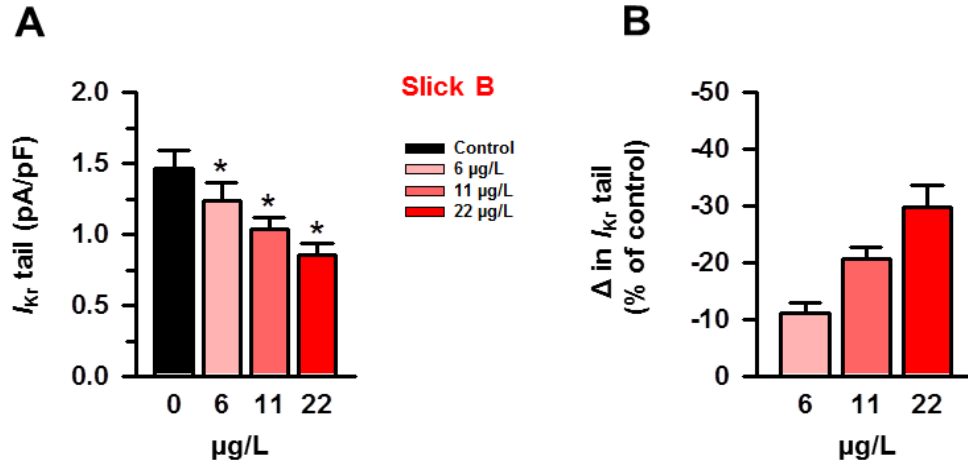 A
B
Slick B
Control
6 µg/L
11 µg/L
22 µg/L
IKr tail (pA/pF)
2.0
1.5
1.0
0.5
0.0
*
*
*
0 6 11 22
µg/L
Δ in IKr tail
(% of control)
-50
-40
-30
-20
-10
0
6 11 22
µg/L